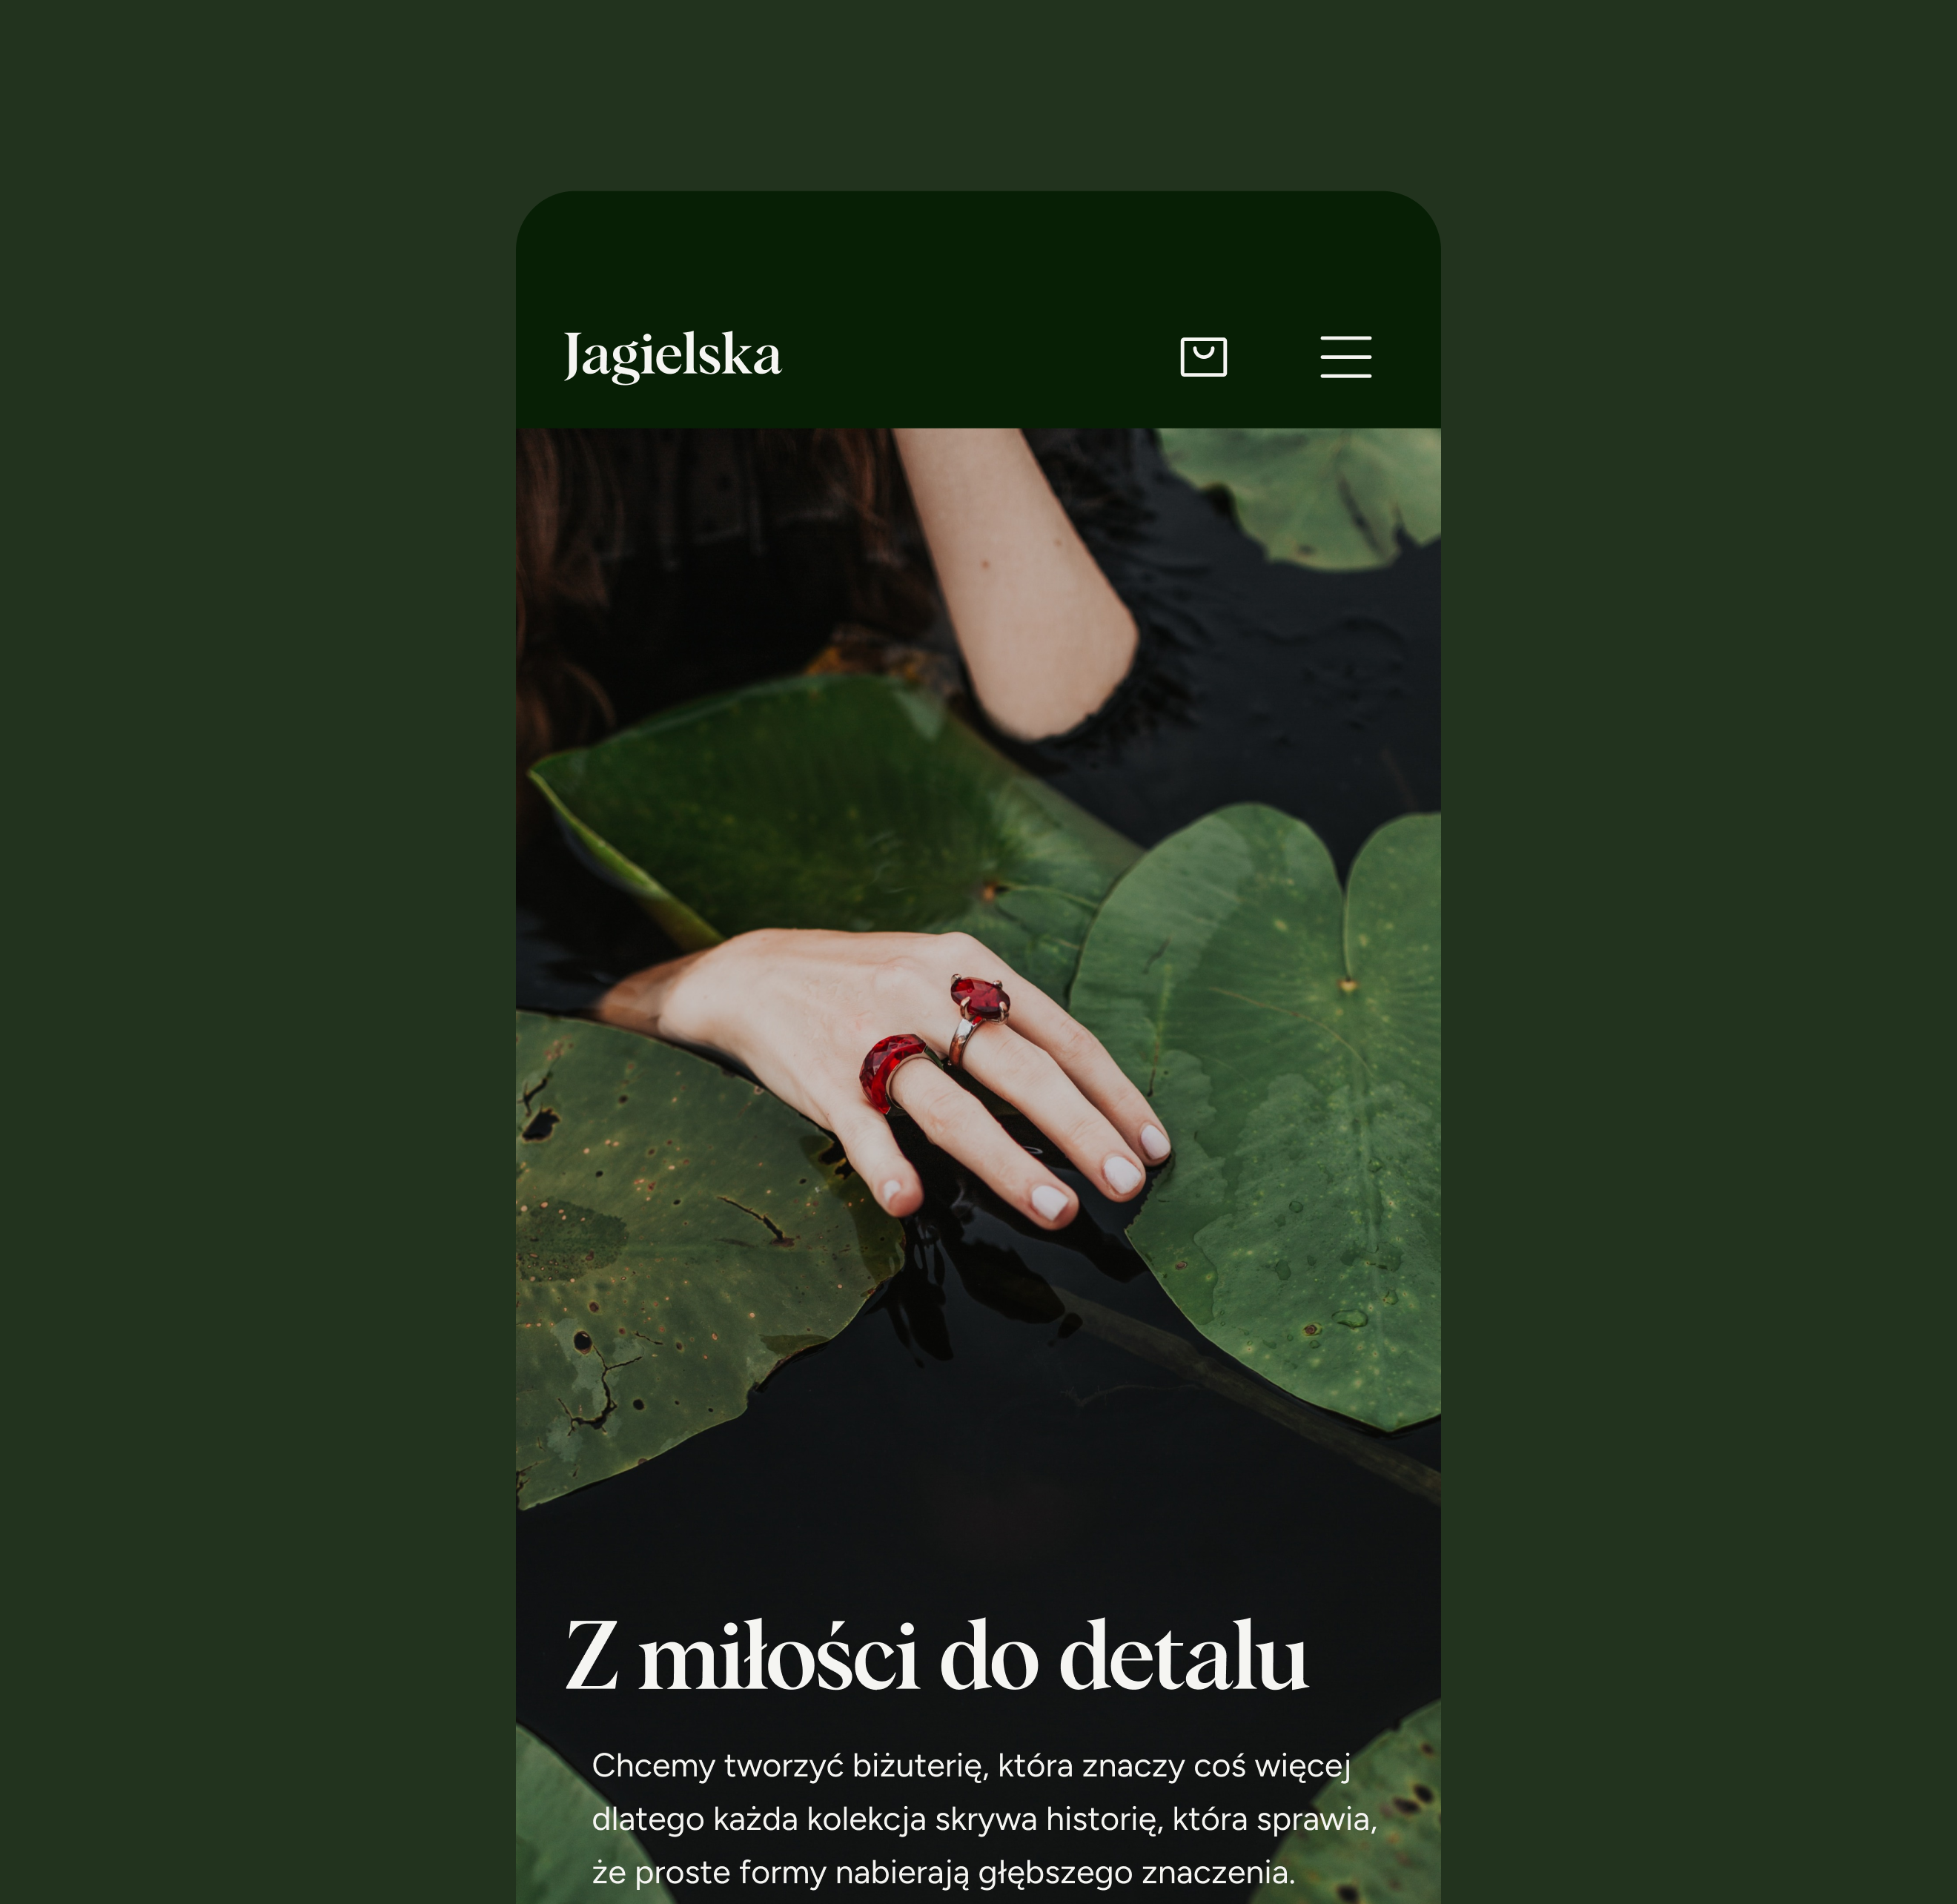 Jagielska
Z miłości do detalu
Chcemy tworzyć biżuterię, która znaczy coś więcej
dlatego każda kolekcja skrywa historię, która sprawia,
że proste formy nabierają głębszego znaczenia.